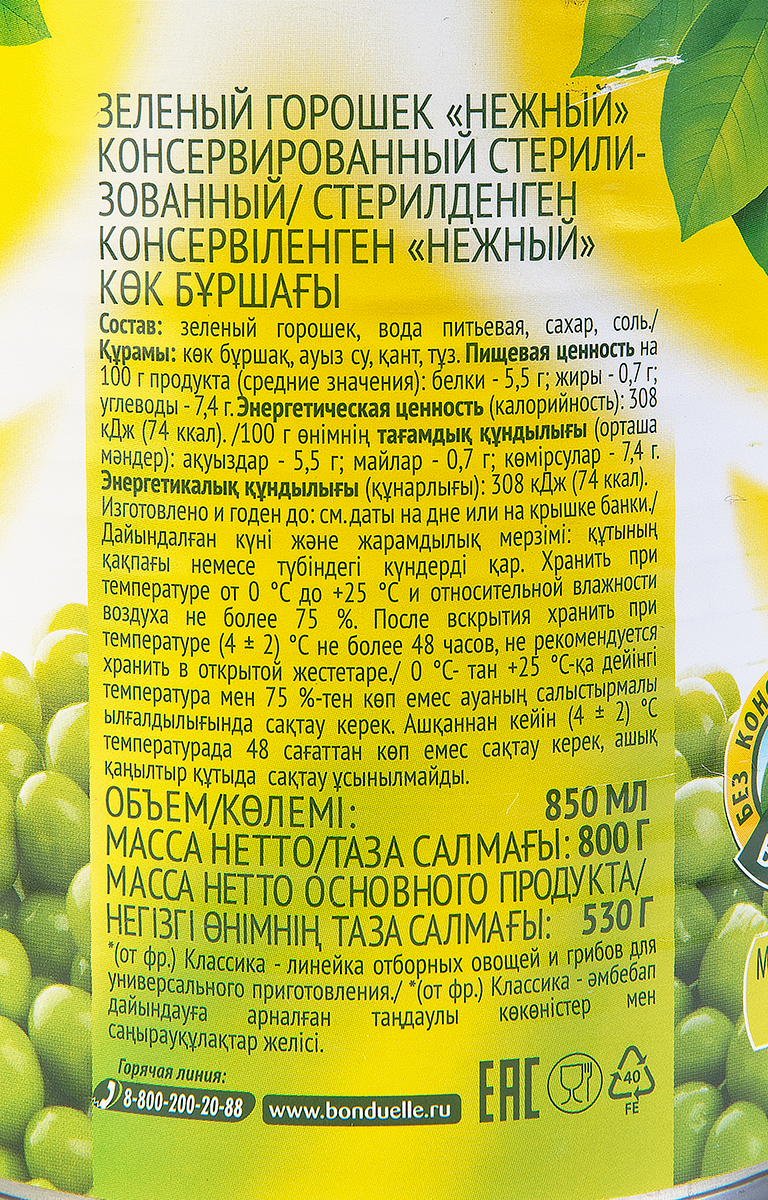 ЗЕЛЕНЫЙ ГОРОШЕК «НЕЖНЫЙ»
КОНСЕРВИРОВАННЫЙ СТЕРИЛИ-
ЗОВАННЫЙ/ СТЕРИЛДЕНГЕН
КОНСЕРВІЛЕНГЕН «НЕЖНЫЙ»
КӨК БҰРШАҒЫ
Состав: зеленый горошек, вода питьевая, сахар, соль./
Құрамы: көк бұршақ, ауыз су, қант, тұз. Пищевая ценность на
100 г продукта (средние значения): белки - 5,5 г; жиры - 0,7 г;
углеводы - 7,4 г. Энергетическая ценность (калорийность): 308
кДж (74 ккал). /100 г өнімнің тағамдық құндылығы (орташа
мәндер): ақуыздар - 5,5 г; майлар - 0,7 г; көмірсулар - 7,4 г.
Энергетикалық құндылығы (құнарлығы): 308 кДж (74 ккал).
Изготовлено и годен до: см. даты на дне или на крышке банки./
Дайындалған күні және жарамдылық мерзімі: құтының
қақпағы немесе түбіндегі күндерді қар. Хранить при
температуре от 0 °С до +25 °С и относительной влажности
воздуха не более 75 %. После вскрытия хранить при
температуре (4 ± 2) °С не более 48 часов, не рекомендуется
хранить в открытой жестетаре./ 0 °С- тан +25 °С-қа дейінгі
температура мен 75 %-тен көп емес ауаның салыстырмалы
ылғалдылығында сақтау керек. Ашқаннан кейін (4 ± 2) °С
температурада 48 сағаттан көп емес сақтау керек, ашық
қаңылтыр құтыда сақтау ұсынылмайды.
ОБЪЕМ/КӨЛЕМІ: 850 МЛ
МАССА НЕТТО/ТАЗА САЛМАҒЫ: 800 Г
МАССА НЕТТО ОСНОВНОГО ПРОДУКТА/
НЕГІЗГІ ӨНІМНІҢ ТАЗА САЛМАҒЫ: 530 Г
*(от фр.) Классика - линейка отборных овощей и грибов для
универсального приготовления./ *(от фр.) Классика - әмбебап
дайындауға арналған таңдаулы көкөністер мен
саңырауқұлақтар желісі.
Горячая линия:
8-800-200-20-88
www.bonduelle.ru
EAC
40
FE
БЕЗ